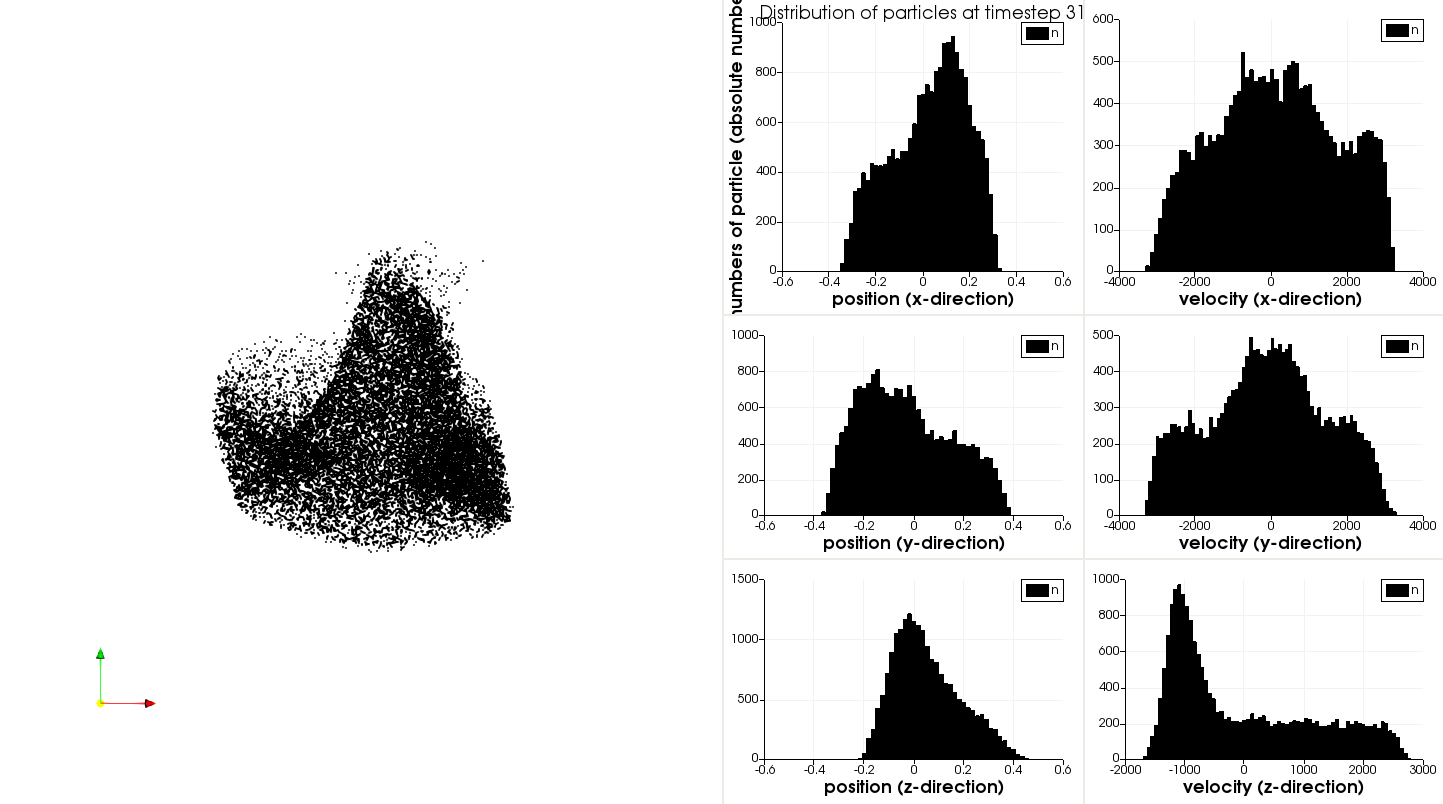 Distribution of particles at timestep 31
numbers of particle (absolute numbe
1000
800
600
400
200
0
-0.6 -0.4 -0.2 0 0.2 0.4 0.6
position (x-direction)
n
600
500
400
300
200
100
0
-4000 -2000 0 2000 4000
velocity (x-direction)
n
1000
800
600
400
200
0
-0.6 -0.4 -0.2 0 0.2 0.4 0.6
position (y-direction)
n
500
400
300
200
100
0
-4000 -2000 0 2000 4000
velocity (y-direction)
n
1500
1000
500
0
-0.6 -0.4 -0.2 0 0.2 0.4 0.6
position (z-direction)
n
1000
800
600
400
200
0
-2000 -1000 0 1000 2000 3000
velocity (z-direction)
n